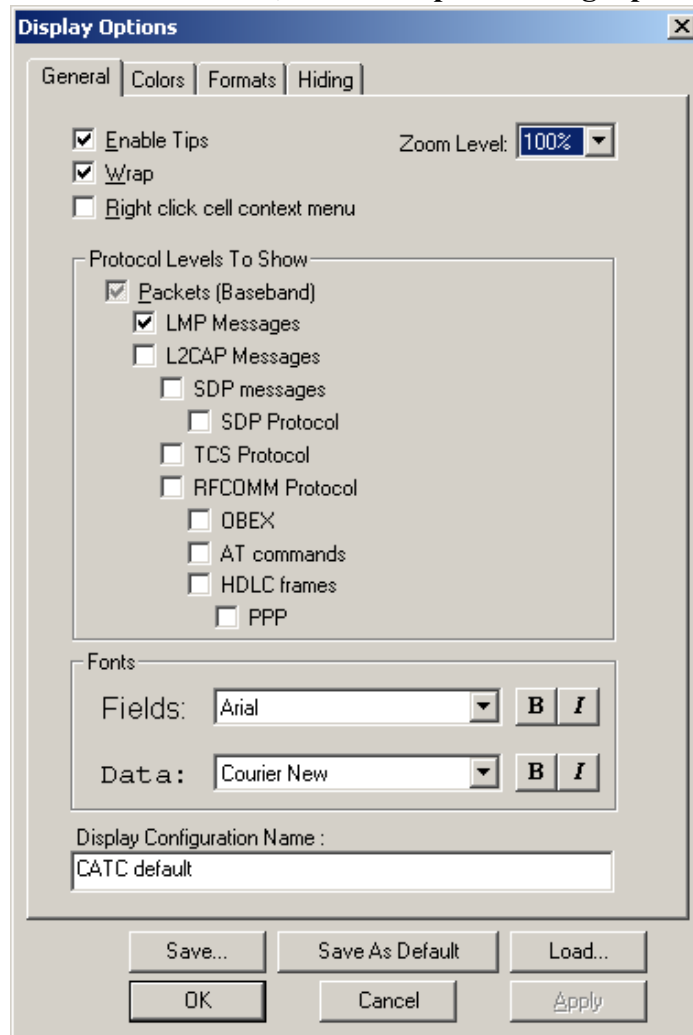 Display Options
General Colors Formats Hiding
Enable Tips
Zoom Level: 100%
Wrap
Right click cell context menu
Protocol Levels To Show
Packets (Baseband)
LMP Messages
L2CAP Messages
SDP messages
SDP Protocol
TCS Protocol
RFCOMM Protocol
OBEX
AT commands
HDLC frames
PPP
Fonts
Fields: Arial B I
Data: Courier New B I
Display Configuration Name :
CATC default
Save... Save As Default Load...
OK Cancel Apply